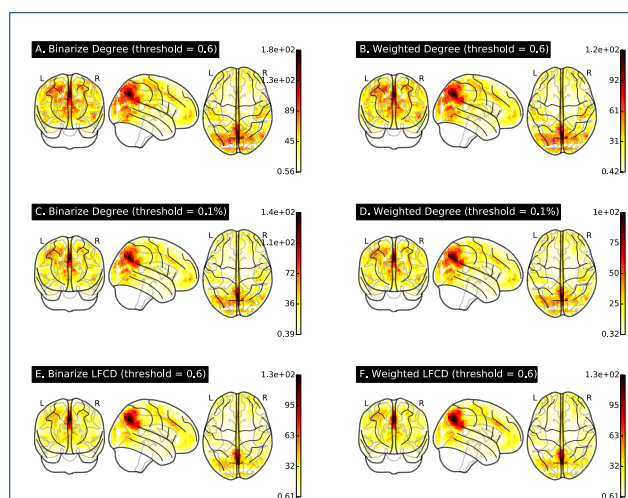 A. Binarize Degree (threshold = 0.6)
L R
1.8e+02
1.3e+02
89
45
0.56
B. Weighted Degree (threshold = 0.6)
L R
1.2e+02
92
61
31
0.42
C. Binarize Degree (threshold = 0.1%)
L R
1.4e+02
1.1e+02
72
36
0.39
D. Weighted Degree (threshold = 0.1%)
L R
1e+02
75
50
25
0.32
E. Binarize LFCD (threshold = 0.6)
L R
1.3e+02
95
63
32
0.61
F. Weighted LFCD (threshold = 0.6)
L R
1.3e+02
95
63
32
0.61